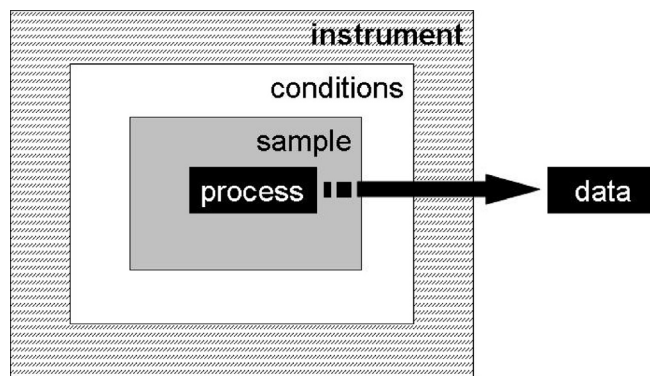 instrument
conditions
sample
process
data